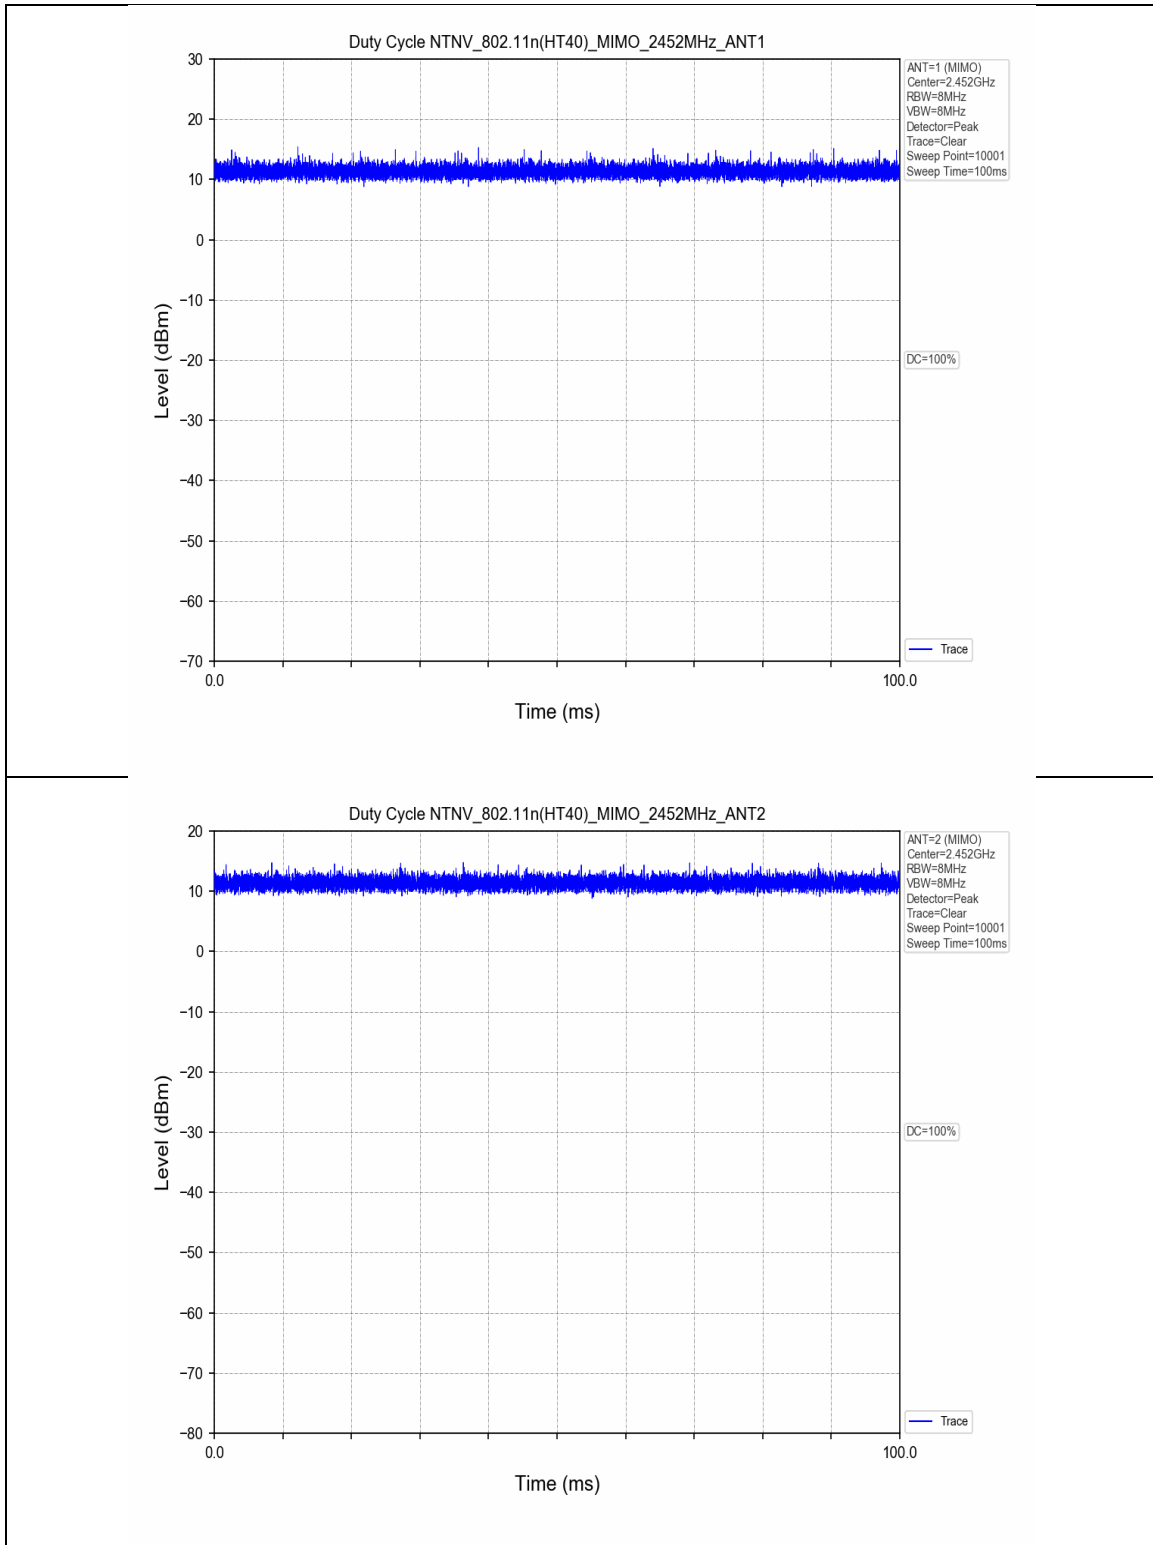 Duty Cycle NTNV_802.11n(HT40)_MIMO_2452MHz_ANT1
30
20
10
0
−10
−20
−30
−40
−50
−60
−70
Level (dBm)
0.0
100.0
Time (ms)
ANT=1 (MIMO)
Center=2.452GHz
RBW=8MHz
VBW=8MHz
Detector=Peak
Trace=Clear
Sweep Point=10001
Sweep Time=100ms
DC=100%
Trace
Duty Cycle NTNV_802.11n(HT40)_MIMO_2452MHz_ANT2
20
10
0
−10
−20
−30
−40
−50
−60
−70
−80
Level (dBm)
0.0
100.0
Time (ms)
ANT=2 (MIMO)
Center=2.452GHz
RBW=8MHz
VBW=8MHz
Detector=Peak
Trace=Clear
Sweep Point=10001
Sweep Time=100ms
DC=100%
Trace